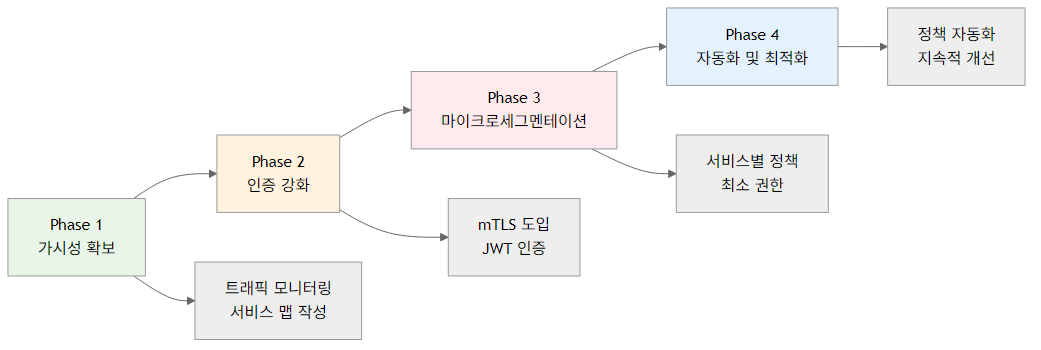 Phase 1
가시성 확보
트래픽 모니터링
서비스 맵 작성
Phase 2
인증 강화
mTLS 도입
JWT 인증
Phase 3
마이크로세그멘테이션
서비스별 정책
최소 권한
Phase 4
자동화 및 최적화
정책 자동화
지속적 개선